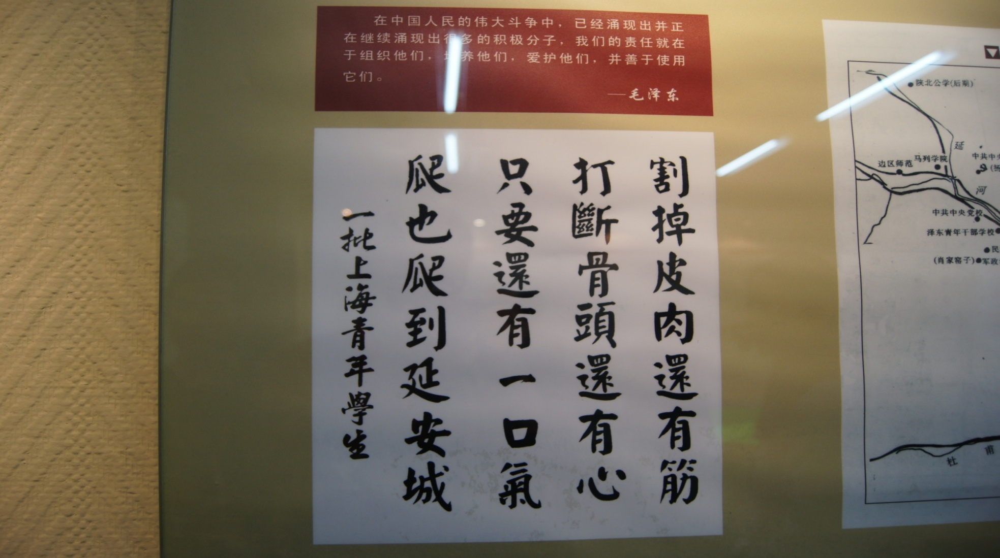 在中国人民的伟大斗争中，已经涌现出并正
在继续涌现出很多的积极分子，我们的责任就在
于组织他们，培养他们，爱护他们，并善于使用
它们。
——毛泽东
割掉皮肉還有筋
打斷骨頭還有心
只要還有一口氣
爬也爬到延安城
一批上海青年學生
陕北公学(后期)
延
马列学院
中共中央
边区师范
河
中共中央党校
泽东青年干部学校
民
(肖家窑子)
军政
甫
杜